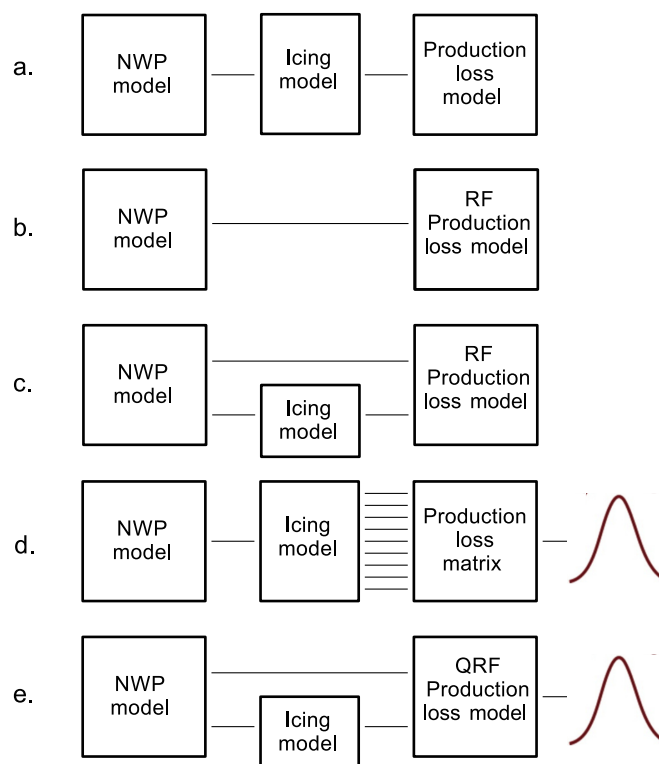 a.
NWP
model
Icing
model
Production
loss
model
b.
NWP
model
RF
Production
loss model
c.
NWP
model
Icing
model
RF
Production
loss model
d.
NWP
model
Icing
model
Production
loss
matrix
e.
NWP
model
Icing
model
QRF
Production
loss model